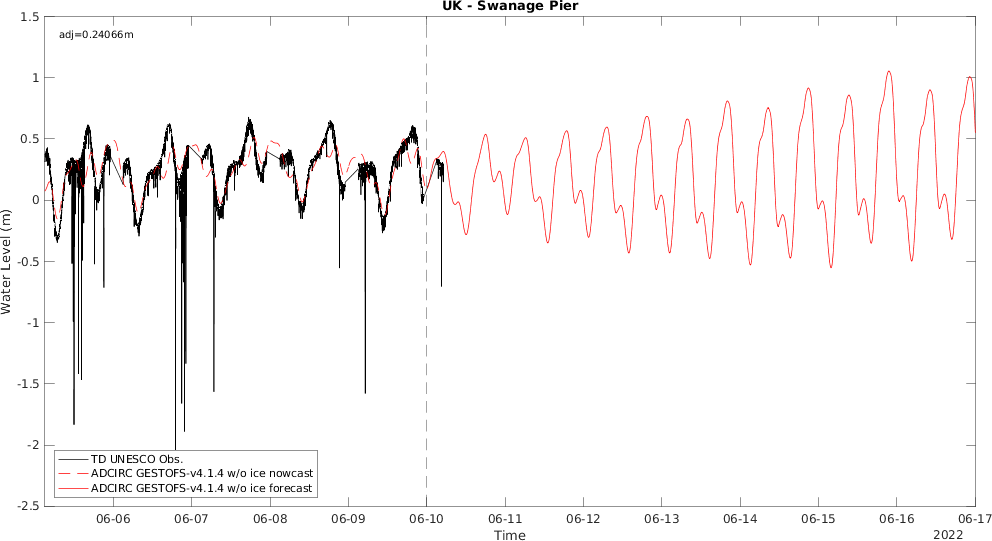 UK - Swanage Pier
adj=0.24066m
1.5
1
0.5
0
-0.5
-1
-1.5
-2
-2.5
Water Level (m)
TD UNESCO Obs.
ADCIRC GESTOFS-v4.1.4 w/o ice nowcast
ADCIRC GESTOFS-v4.1.4 w/o ice forecast
06-06 06-07 06-08 06-09 06-10 06-11 06-12 06-13 06-14 06-15 06-16 06-17
Time
2022